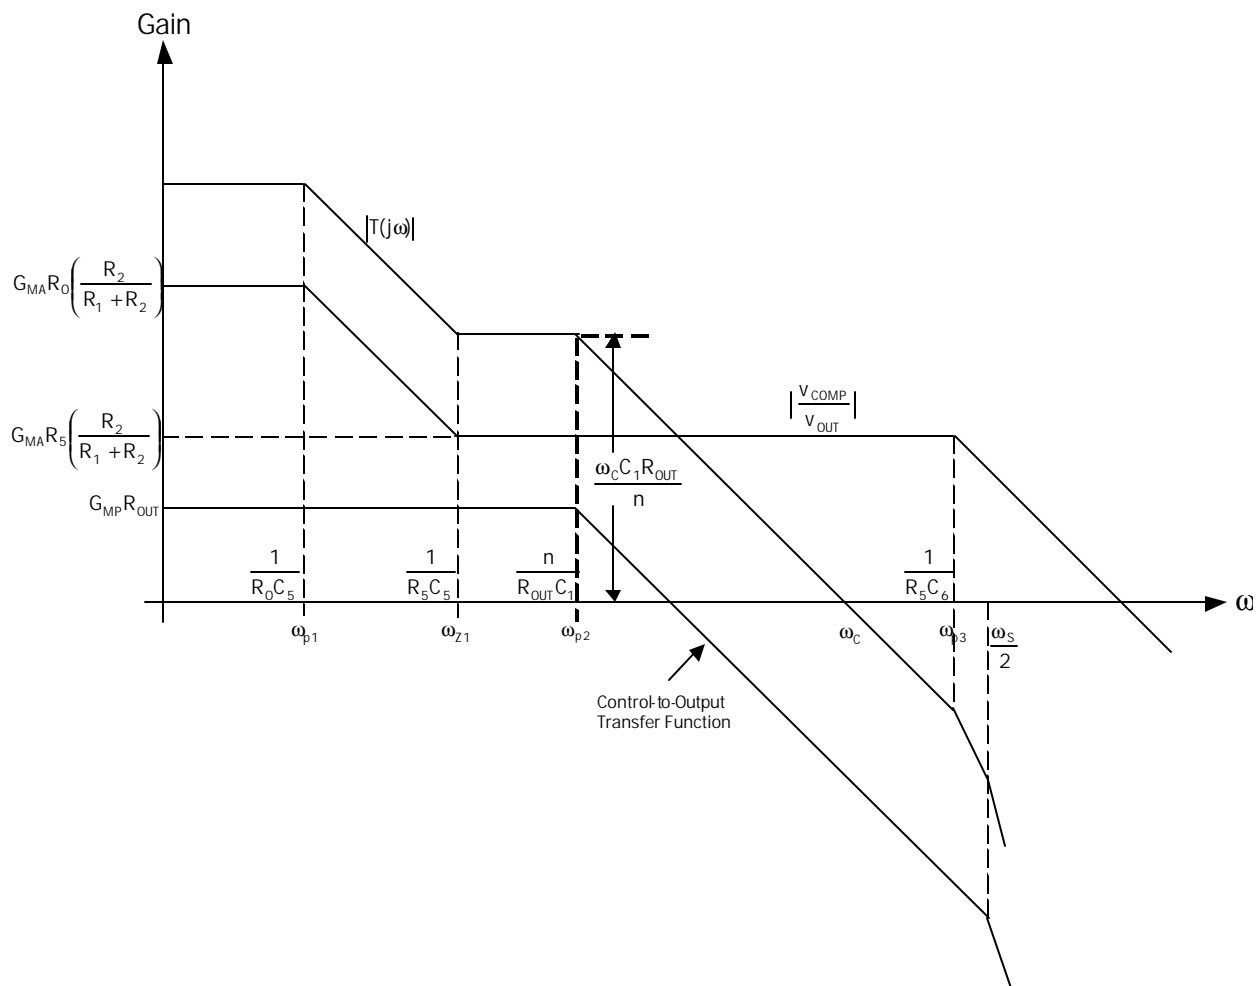 Gain
|T(jω)|
G_MA R_O (R_2 / (R_1 + R_2))
|v_COMP / v_OUT|
G_MA R_5 (R_2 / (R_1 + R_2))
ω_C C_1 R_OUT / n
G_MP R_OUT
1 / (R_O C_5)
1 / (R_5 C_5)
n / (R_OUT C_1)
1 / (R_5 C_6)
ω
ω_p1
ω_Z1
ω_p2
ω_C
ω_p3
ω_S / 2
Control-to-Output
Transfer Function